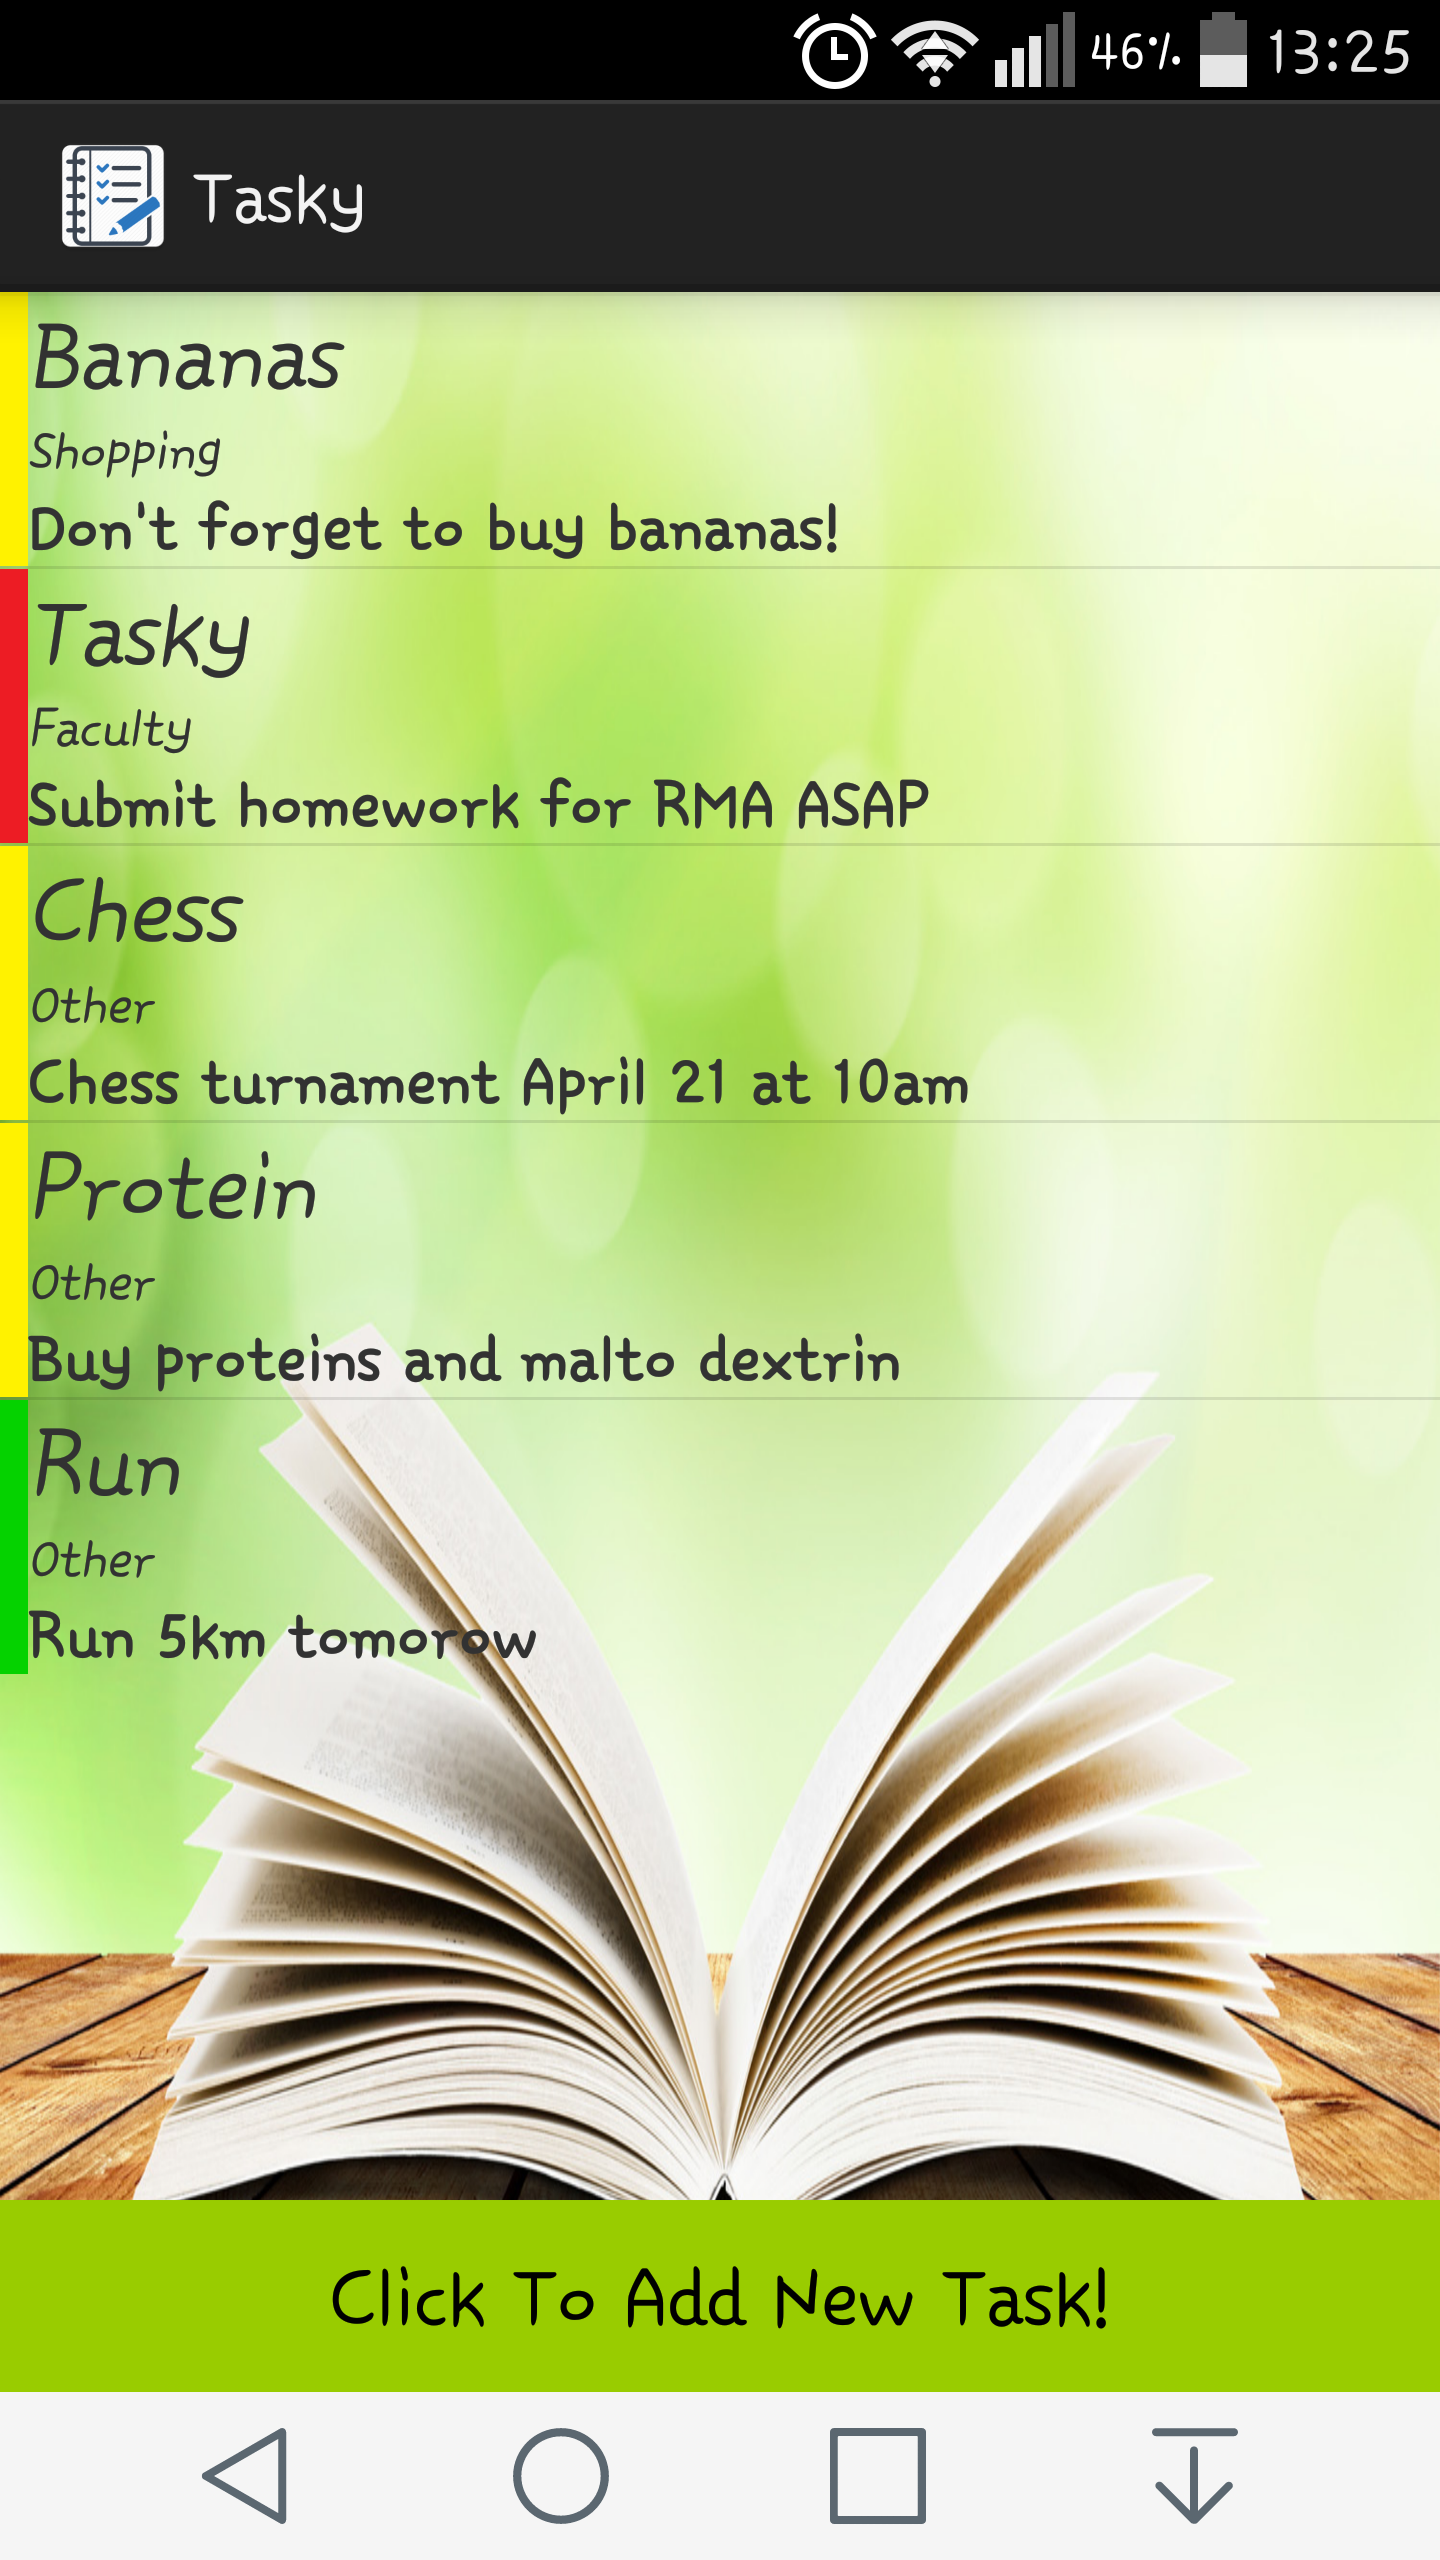 46% 13:25
Tasky
Bananas
Shopping
Don't forget to buy bananas!
Tasky
Faculty
Submit homework for RMA ASAP
Chess
Other
Chess turnament April 21 at 10am
Protein
Other
Buy proteins and malto dextrin
Run
Other
Run 5km tomorow
Click To Add New Task!